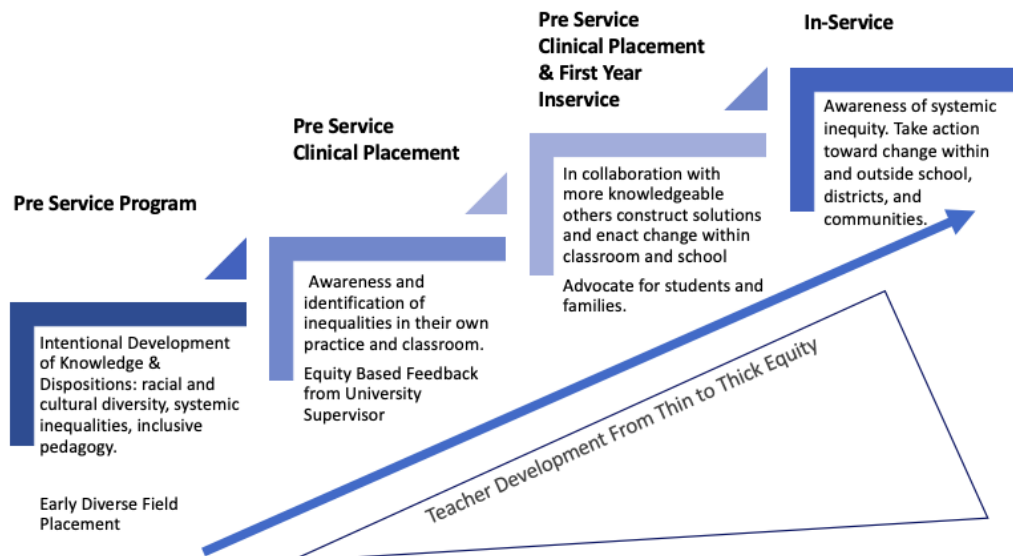 Pre Service Program
Intentional Development
of Knowledge &
Dispositions: racial and
cultural diversity, systemic
inequalities, inclusive
pedagogy.
Early Diverse Field
Placement
Pre Service
Clinical Placement
Awareness and
identification of
inequalities in their own
practice and classroom.
Equity Based Feedback
from University
Supervisor
Pre Service
Clinical Placement
& First Year
Inservice
In collaboration with
more knowledgeable
others construct solutions
and enact change within
classroom and school
Advocate for students and
families.
In-Service
Awareness of systemic
inequity. Take action
toward change within
and outside school,
districts, and
communities.
Teacher Development From Thin to Thick Equity